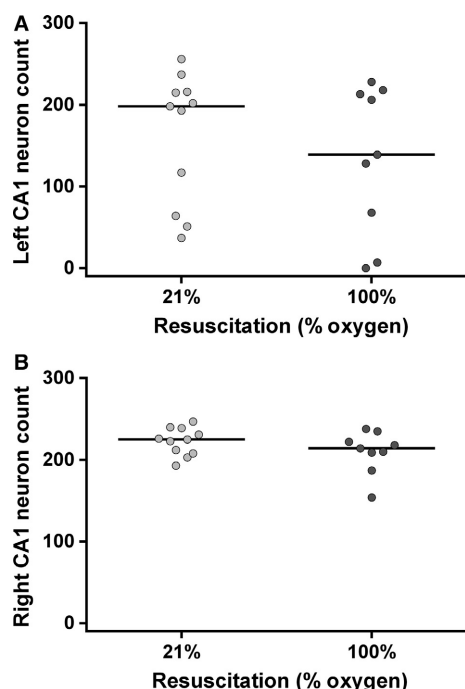 A
300
200
100
0
Left CA1 neuron count
21% 100%
Resuscitation (% oxygen)
B
300
200
100
0
Right CA1 neuron count
21% 100%
Resuscitation (% oxygen)